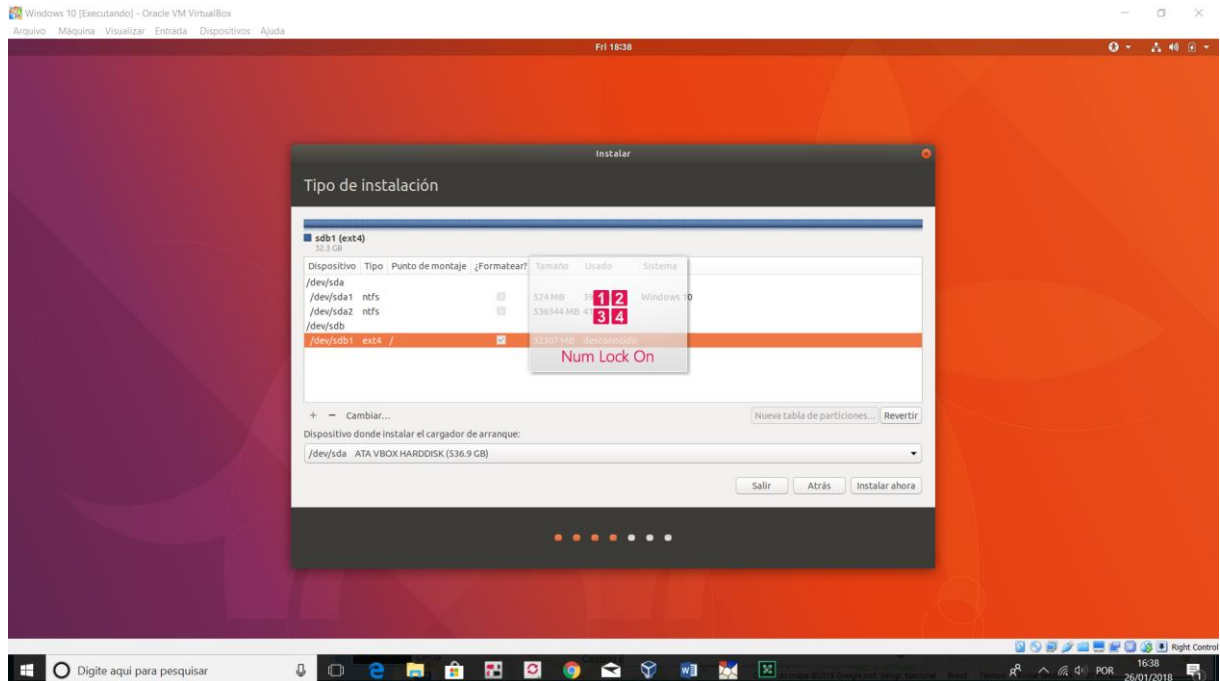 Windows 10 [Executando] - Oracle VM VirtualBox
Arquivo Máquina Visualizar Entrada Dispositivos Ajuda
Fri 18:38
Instalar
Tipo de instalación
sdb1 (ext4)
32.3 GB
Dispositivo Tipo Punto de montaje ¿Formatear? Tamaño Usado Sistema
/dev/sda
/dev/sda1 ntfs 524 MB Windows 10
/dev/sda2 ntfs 536344 MB
/dev/sdb
/dev/sdb1 ext4 / 32307 MB desconocido
1 2
3 4
Num Lock On
+ - Cambiar...
Nueva tabla de particiones... Revertir
Dispositivo donde instalar el cargador de arranque:
/dev/sda ATA VBOX HARDDISK (536.9 GB)
Salir Atrás Instalar ahora
Right Control
Digite aqui para pesquisar
POR
16:38
26/01/2018